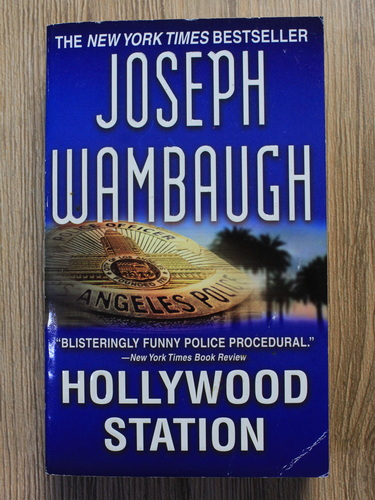 THE NEW YORK TIMES BESTSELLER
JOSEPH
WAMBAUGH
OFFICER
ANGELES POLI
"BLISTERINGLY FUNNY POLICE PROCEDURAL."
—New York Times Book Review
HOLLYWOOD
STATION